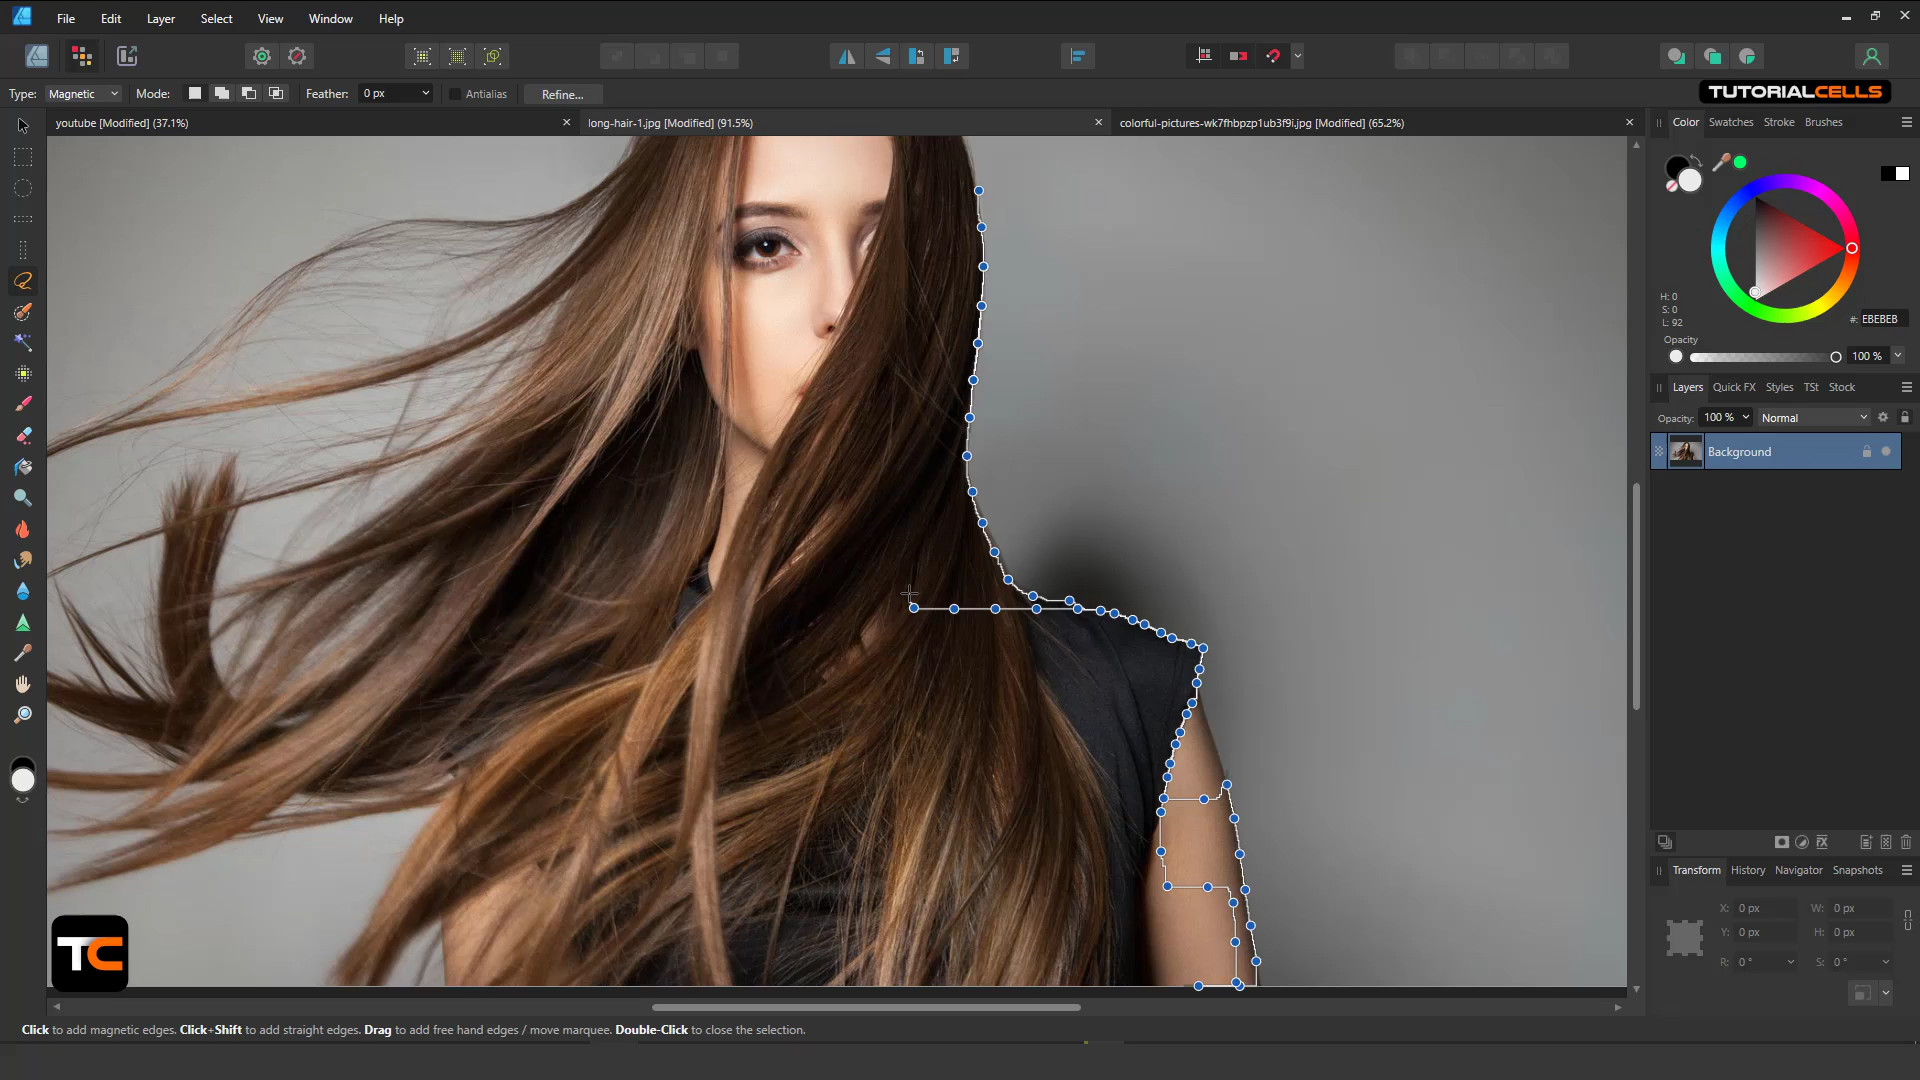 File Edit Layer Select View Window Help
Type: Magnetic Mode: Feather: 0 px Antialias Refine...
TUTORIALCELLS
youtube [Modified] (37.1%)
long-hair-1.jpg [Modified] (91.5%)
colorful-pictures-wk7fhbpzp1ub3f9i.jpg [Modified] (65.2%)
Color Swatches Stroke Brushes
H: 0
S: 0
L: 92
#: EBEBEB
Opacity
100 %
Layers Quick FX Styles TSt Stock
Opacity: 100 % Normal
Background
Transform History Navigator Snapshots
X: 0 px W: 0 px
Y: 0 px H: 0 px
R: 0 ° S: 0 °
TC
Click to add magnetic edges. Click+Shift to add straight edges. Drag to add free hand edges / move marquee. Double-Click to close the selection.